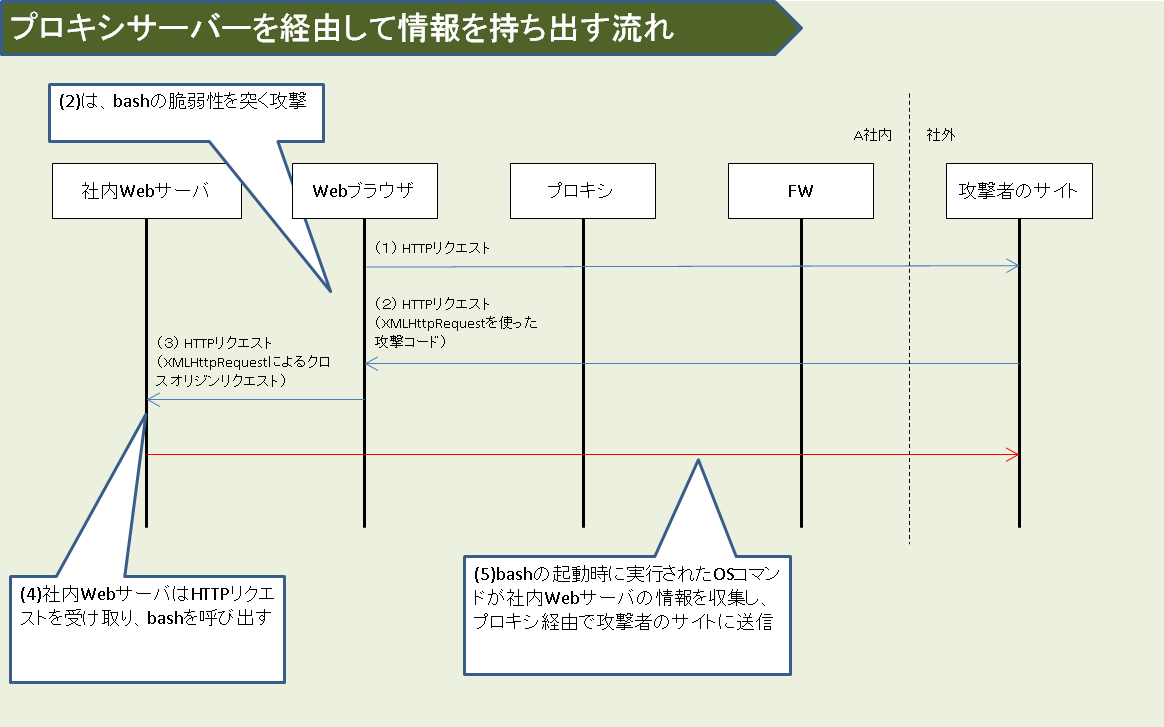 プロキシサーバーを経由して情報を持ち出す流れ
(2)は、bashの脆弱性を突く攻撃
A社内
社外
社内Webサーバ
Webブラウザ
プロキシ
FW
攻撃者のサイト
（１）HTTPリクエスト
（２）HTTPリクエスト
（XMLHttpRequestを使った
攻撃コード）
（３）HTTPリクエスト
（XMLHttpRequestによるクロ
スオリジンリクエスト）
(4)社内WebサーバはHTTPリクエ
ストを受け取り、bashを呼び出す
(5)bashの起動時に実行されたOSコマン
ドが社内Webサーバの情報を収集し、
プロキシ経由で攻撃者のサイトに送信